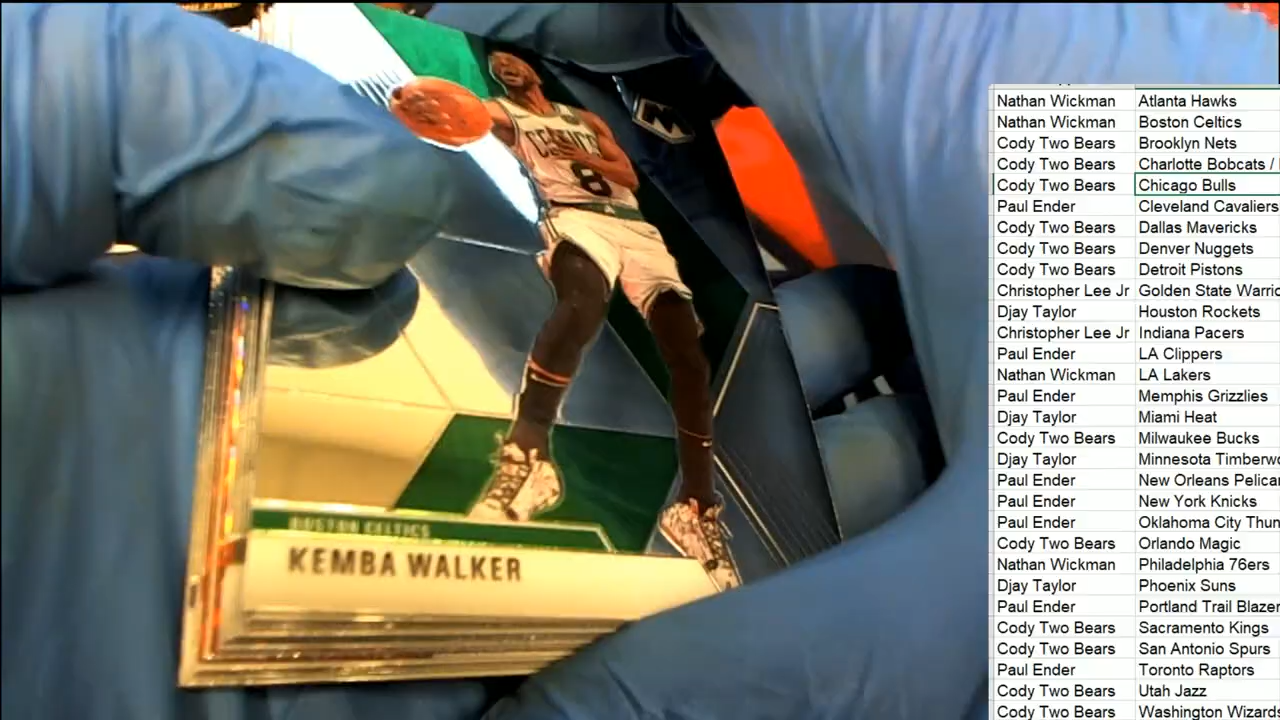 CELTICS
8
BOSTON CELTICS
KEMBA WALKER
Nathan Wickman Atlanta Hawks
Nathan Wickman Boston Celtics
Cody Two Bears Brooklyn Nets
Cody Two Bears Charlotte Bobcats /
Cody Two Bears Chicago Bulls
Paul Ender Cleveland Cavaliers
Cody Two Bears Dallas Mavericks
Cody Two Bears Denver Nuggets
Cody Two Bears Detroit Pistons
Christopher Lee Jr Golden State Warrio
Djay Taylor Houston Rockets
Christopher Lee Jr Indiana Pacers
Paul Ender LA Clippers
Nathan Wickman LA Lakers
Paul Ender Memphis Grizzlies
Djay Taylor Miami Heat
Cody Two Bears Milwaukee Bucks
Djay Taylor Minnesota Timberwo
Paul Ender New Orleans Pelican
Paul Ender New York Knicks
Paul Ender Oklahoma City Thun
Cody Two Bears Orlando Magic
Nathan Wickman Philadelphia 76ers
Djay Taylor Phoenix Suns
Paul Ender Portland Trail Blazer
Cody Two Bears Sacramento Kings
Cody Two Bears San Antonio Spurs
Paul Ender Toronto Raptors
Cody Two Bears Utah Jazz
Cody Two Bears Washington Wizards